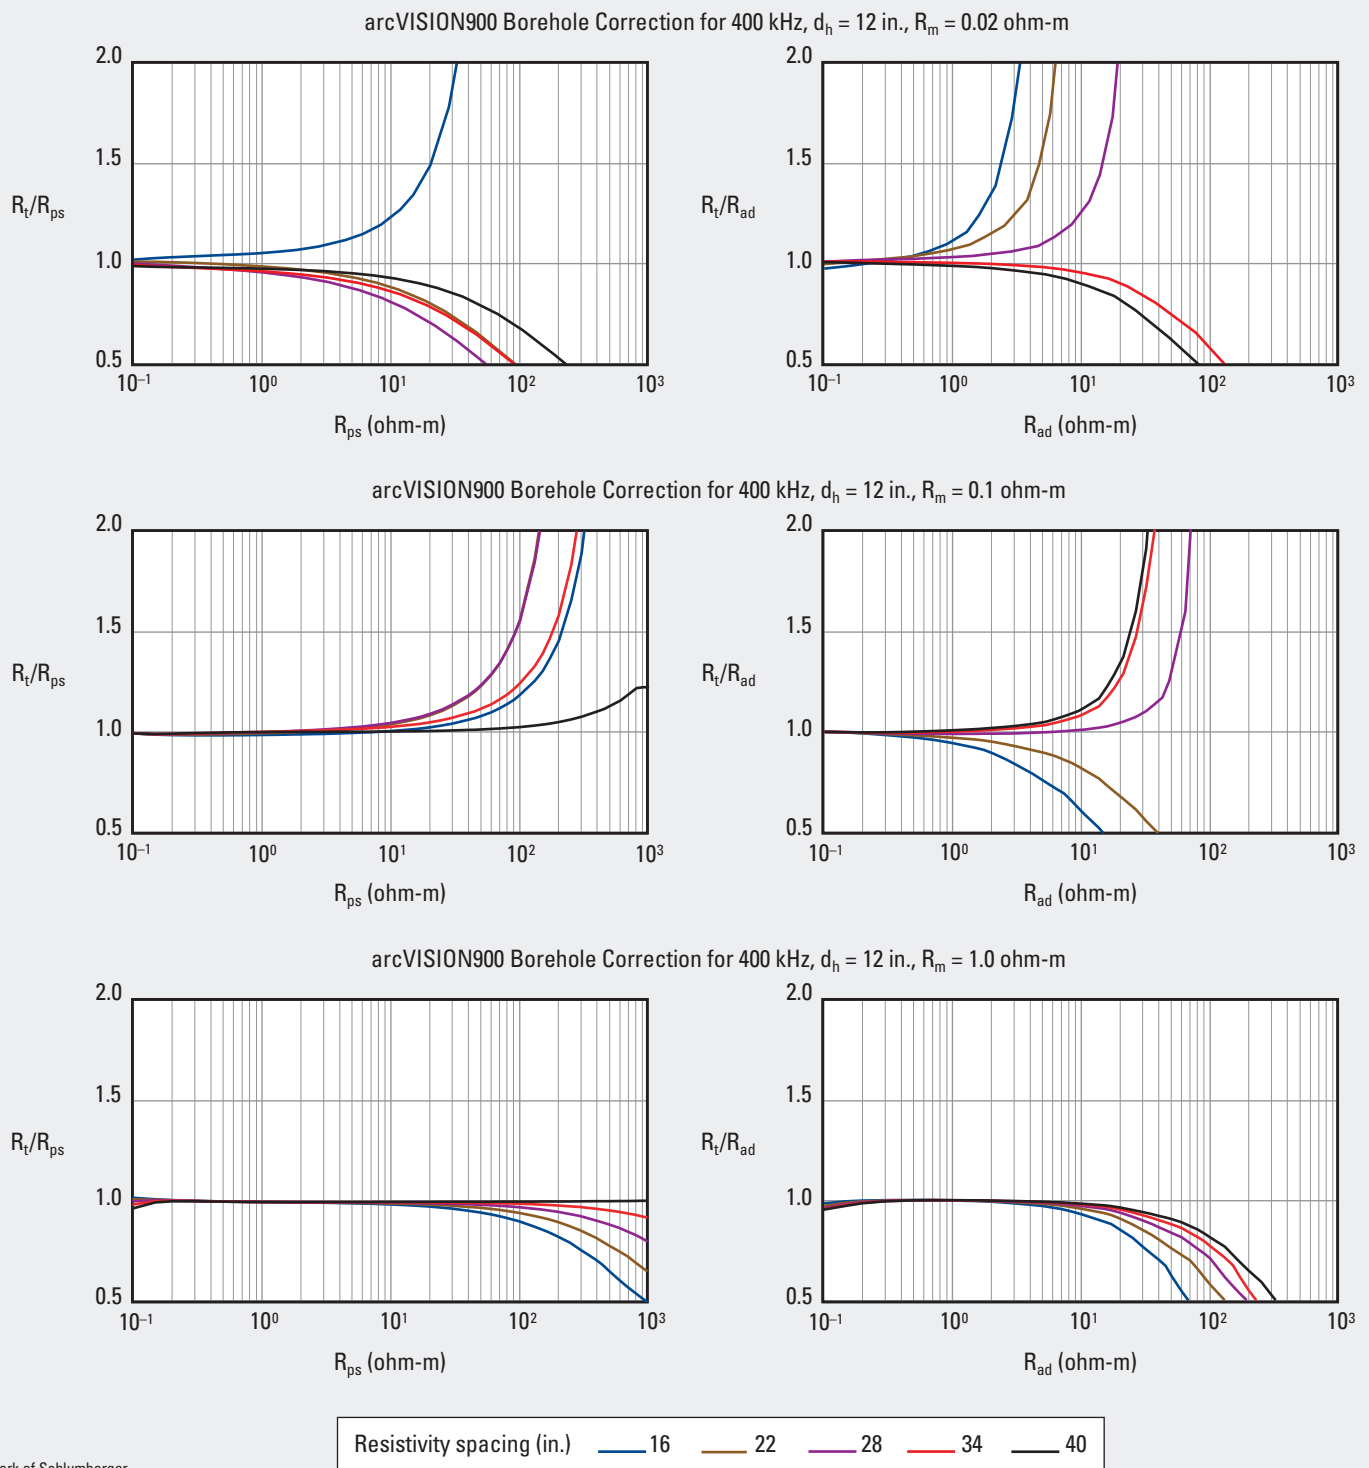 arcVISION900 Borehole Correction for 400 kHz, dₕ = 12 in., Rₘ = 0.02 ohm-m
2.0
1.5
Rₜ/Rₚₛ
1.0
0.5
10⁻¹ 10⁰ 10¹ 10² 10³
Rₚₛ (ohm-m)
2.0
1.5
Rₜ/R_ad
1.0
0.5
10⁻¹ 10⁰ 10¹ 10² 10³
R_ad (ohm-m)
arcVISION900 Borehole Correction for 400 kHz, dₕ = 12 in., Rₘ = 0.1 ohm-m
2.0
1.5
Rₜ/Rₚₛ
1.0
0.5
10⁻¹ 10⁰ 10¹ 10² 10³
Rₚₛ (ohm-m)
2.0
1.5
Rₜ/R_ad
1.0
0.5
10⁻¹ 10⁰ 10¹ 10² 10³
R_ad (ohm-m)
arcVISION900 Borehole Correction for 400 kHz, dₕ = 12 in., Rₘ = 1.0 ohm-m
2.0
1.5
Rₜ/Rₚₛ
1.0
0.5
10⁻¹ 10⁰ 10¹ 10² 10³
Rₚₛ (ohm-m)
2.0
1.5
Rₜ/R_ad
1.0
0.5
10⁻¹ 10⁰ 10¹ 10² 10³
R_ad (ohm-m)
Resistivity spacing (in.) 16 22 28 34 40